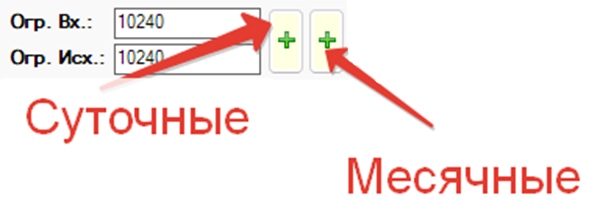 Огр. Вх.: 10240
Огр. Исх.: 10240
Суточные
Месячные